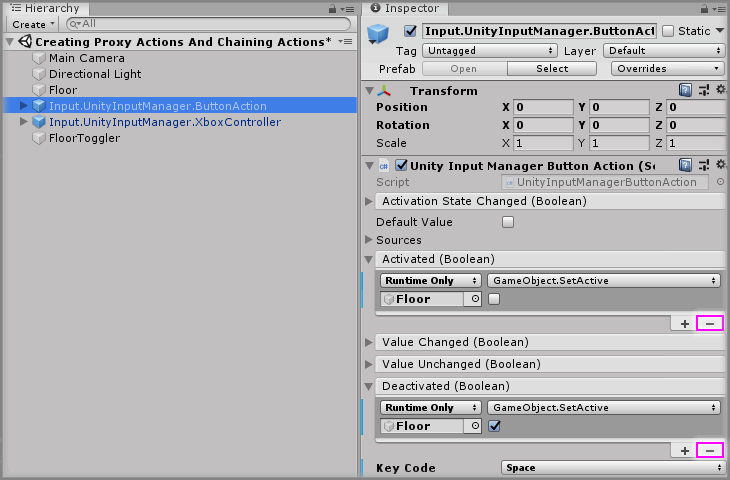 Hierarchy
Create
All
Creating Proxy Actions And Chaining Actions*
Main Camera
Directional Light
Floor
Input.UnityInputManager.ButtonAction
Input.UnityInputManager.XboxController
FloorToggler
Inspector
Input.UnityInputManager.ButtonAct
Static
Tag Untagged Layer Default
Prefab Open Select Overrides
Transform
Position X 0 Y 0 Z 0
Rotation X 0 Y 0 Z 0
Scale X 1 Y 1 Z 1
Unity Input Manager Button Action (Sc
Script UnityInputManagerButtonAction
Activation State Changed (Boolean)
Default Value
Sources
Activated (Boolean)
Runtime Only GameObject.SetActive
Floor
+ −
Value Changed (Boolean)
Value Unchanged (Boolean)
Deactivated (Boolean)
Runtime Only GameObject.SetActive
Floor
+ −
Key Code Space